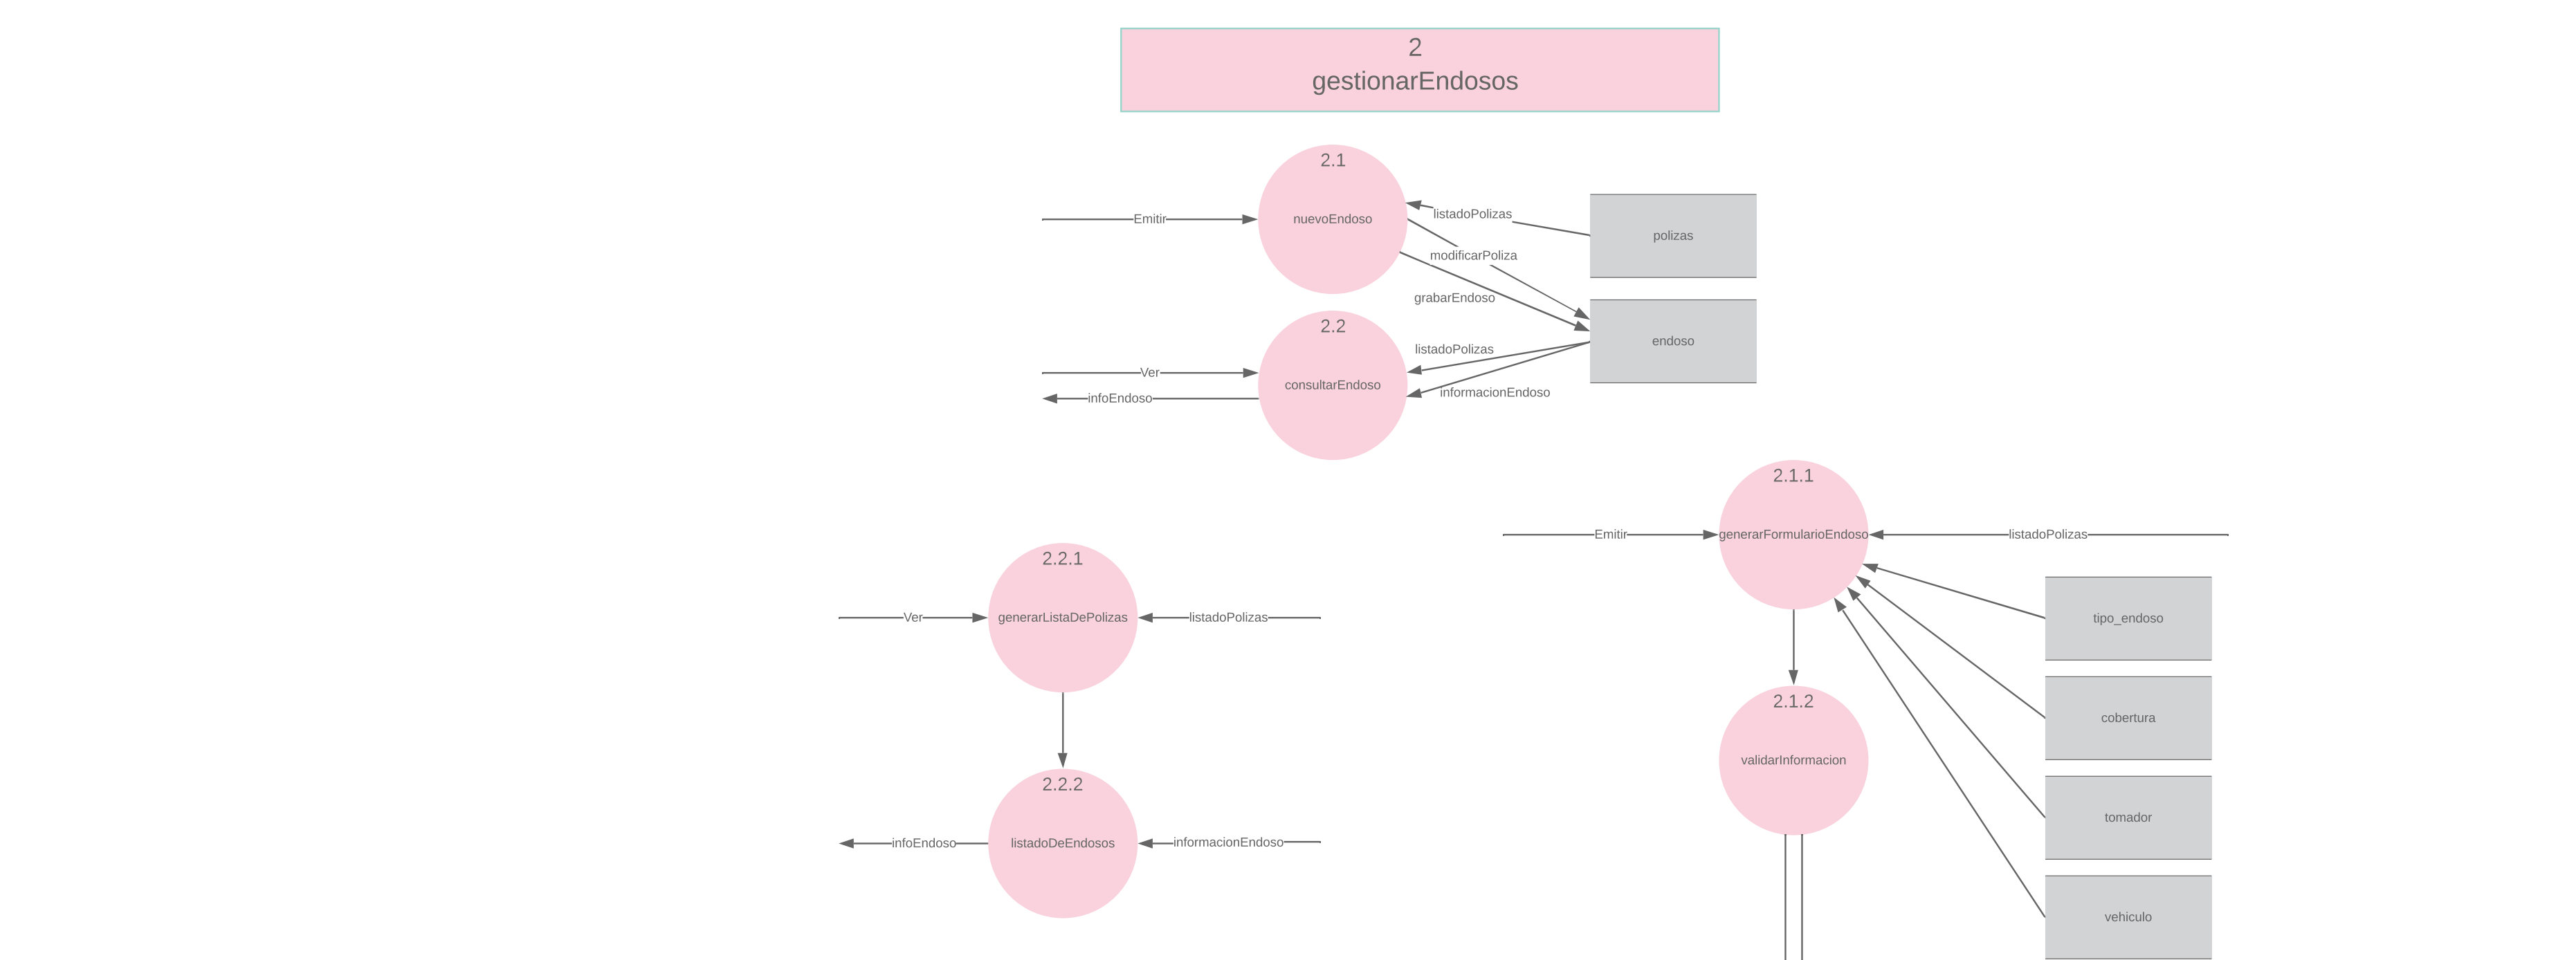 2
gestionarEndosos
2.1
nuevoEndoso
Emitir
listadoPolizas
polizas
modificarPoliza
grabarEndoso
endoso
2.2
consultarEndoso
Ver
infoEndoso
listadoPolizas
informacionEndoso
2.1.1
generarFormularioEndoso
Emitir
listadoPolizas
2.2.1
generarListaDePolizas
Ver
listadoPolizas
tipo_endoso
cobertura
2.1.2
validarInformacion
2.2.2
listadoDeEndosos
infoEndoso
informacionEndoso
tomador
vehiculo